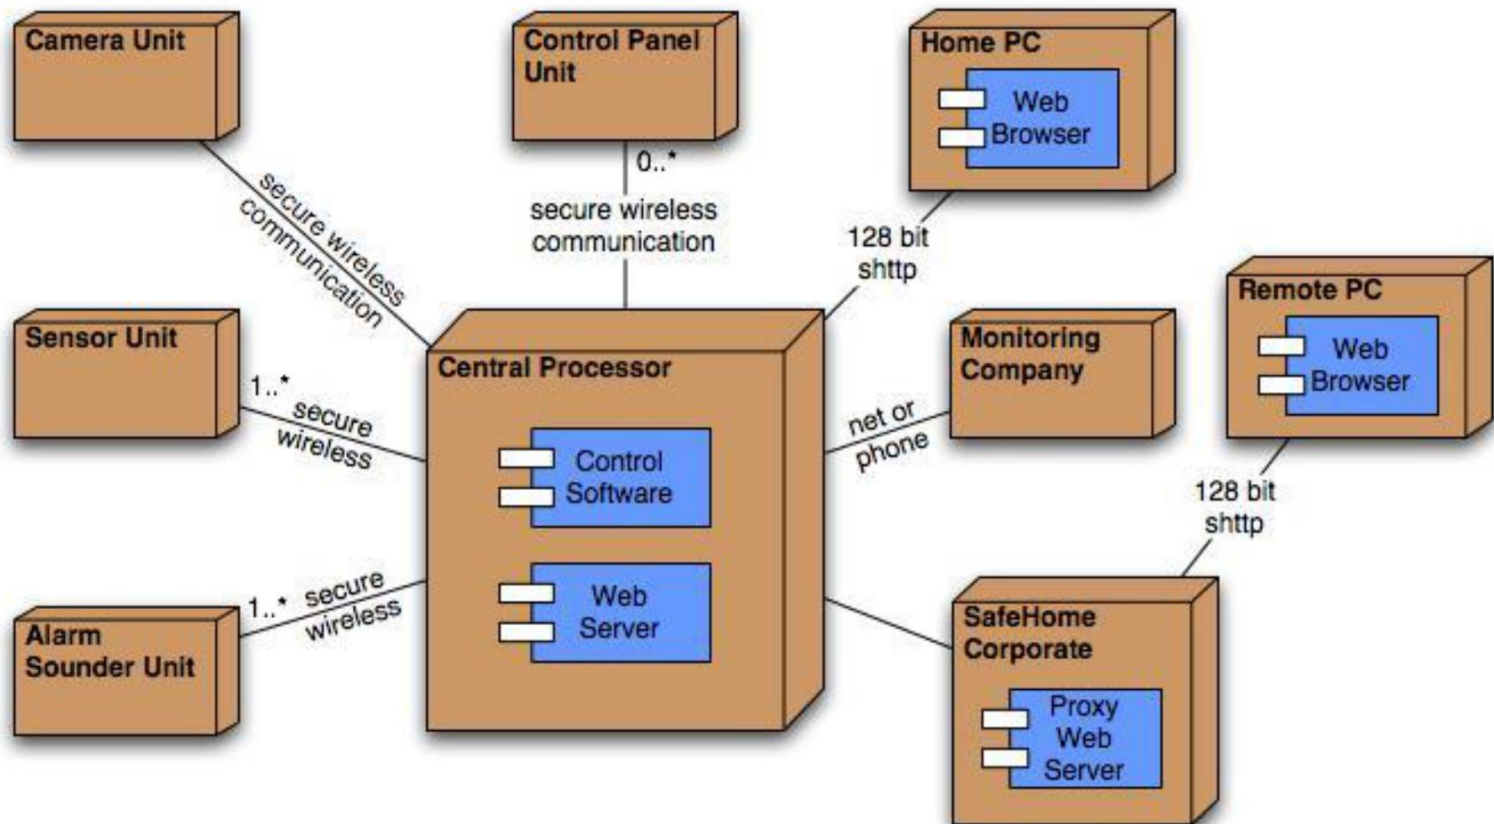 Camera Unit
Control Panel
Unit
Home PC
Web
Browser
0..*
secure wireless
communication
secure wireless
communication
128 bit
shttp
Sensor Unit
1..*
secure
wireless
Central Processor
Control
Software
Web
Server
Monitoring
Company
net or
phone
Remote PC
Web
Browser
128 bit
shttp
Alarm
Sounder Unit
1..*
secure
wireless
SafeHome
Corporate
Proxy
Web
Server